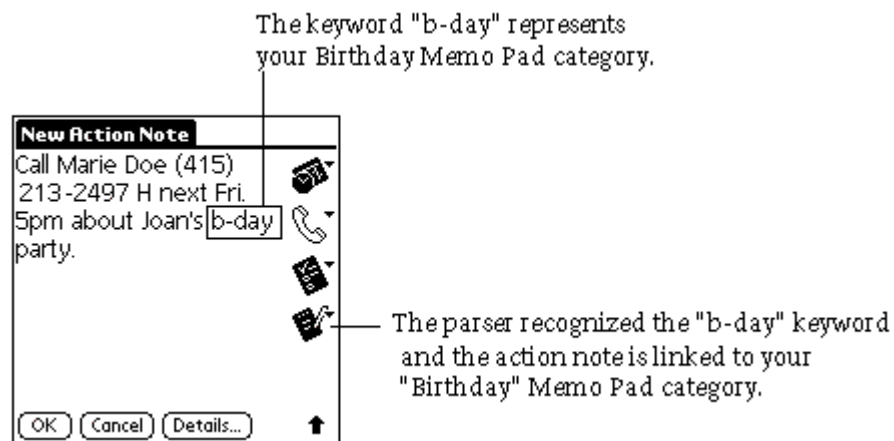 The keyword "b-day" represents
your Birthday Memo Pad category.
New Action Note
Call Marie Doe (415)
213-2497 H next Fri.
5pm about Joan's b-day
party.
The parser recognized the "b-day" keyword
and the action note is linked to your
"Birthday" Memo Pad category.
OK Cancel Details...